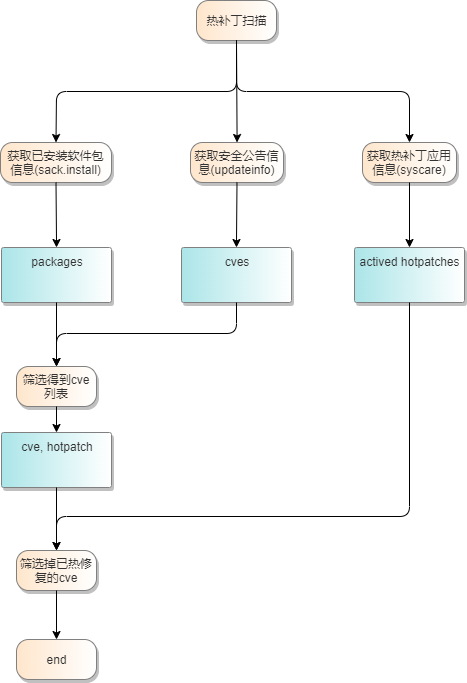 热补丁扫描
获取已安装软件包
信息(sack.install)
获取安全公告信
息(updateinfo)
获取热补丁应用
信息(syscare)
packages
cves
actived hotpatches
筛选得到cve
列表
cve, hotpatch
筛选掉已热修
复的cve
end